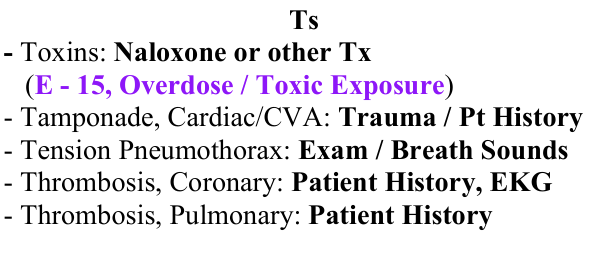 Ts
- Toxins: Naloxone or other Tx
(E - 15, Overdose / Toxic Exposure)
- Tamponade, Cardiac/CVA: Trauma / Pt History
- Tension Pneumothorax: Exam / Breath Sounds
- Thrombosis, Coronary: Patient History, EKG
- Thrombosis, Pulmonary: Patient History